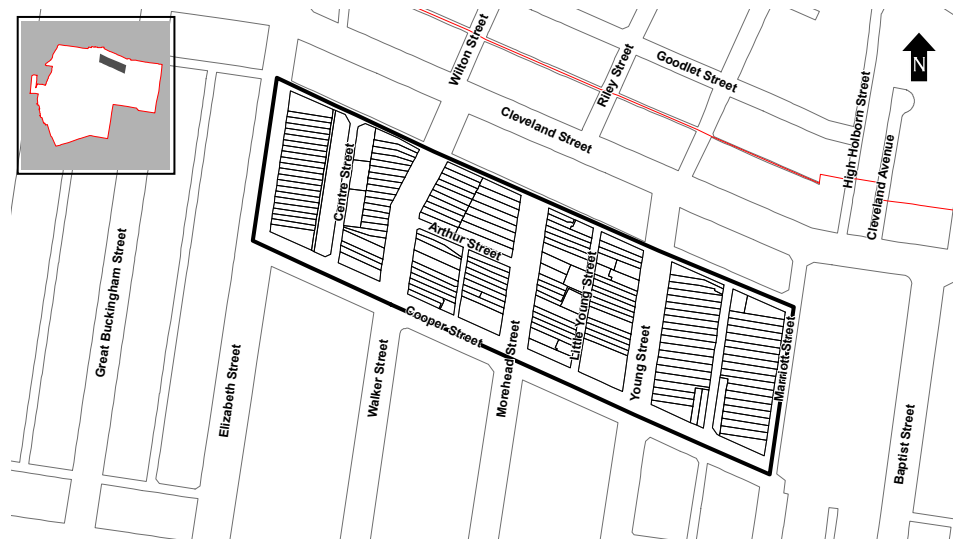 Wilton Street
Riley Street
Goodlet Street
N
Cleveland Street
High Holborn Street
Cleveland Avenue
Centre Street
Arthur Street
Great Buckingham Street
Elizabeth Street
Cooper Street
Walker Street
Morehead Street
Little Young Street
Young Street
Marriott Street
Baptist Street